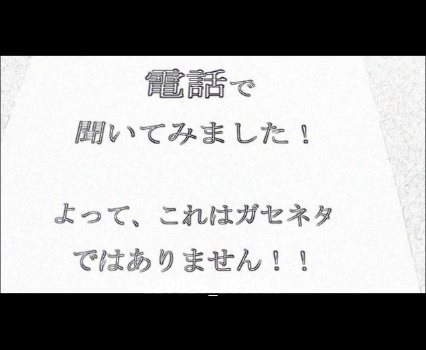 電話で
聞いてみました！
よって、これはガセネタ
ではありません！！